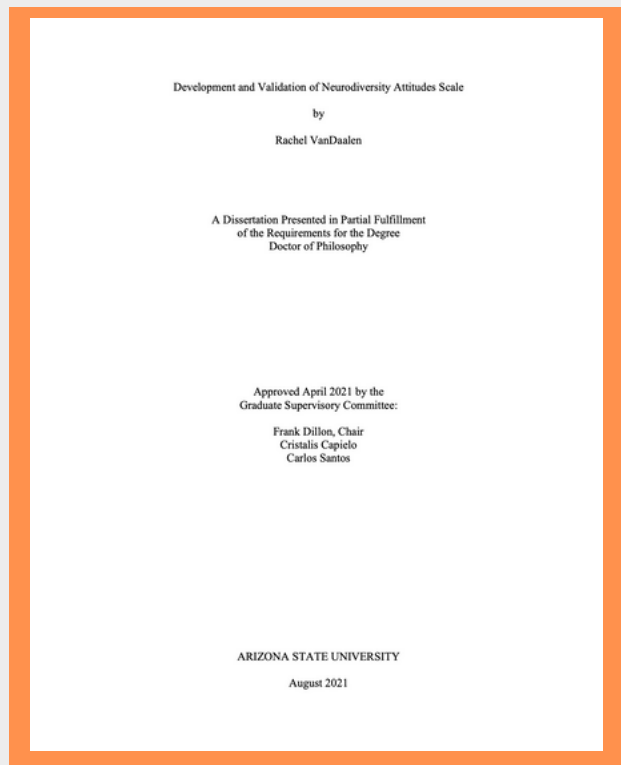 Development and Validation of Neurodiversity Attitudes Scale
by
Rachel VanDaalen
A Dissertation Presented in Partial Fulfillment
of the Requirements for the Degree
Doctor of Philosophy
Approved April 2021 by the
Graduate Supervisory Committee:
Frank Dillon, Chair
Cristalis Capielo
Carlos Santos
ARIZONA STATE UNIVERSITY
August 2021